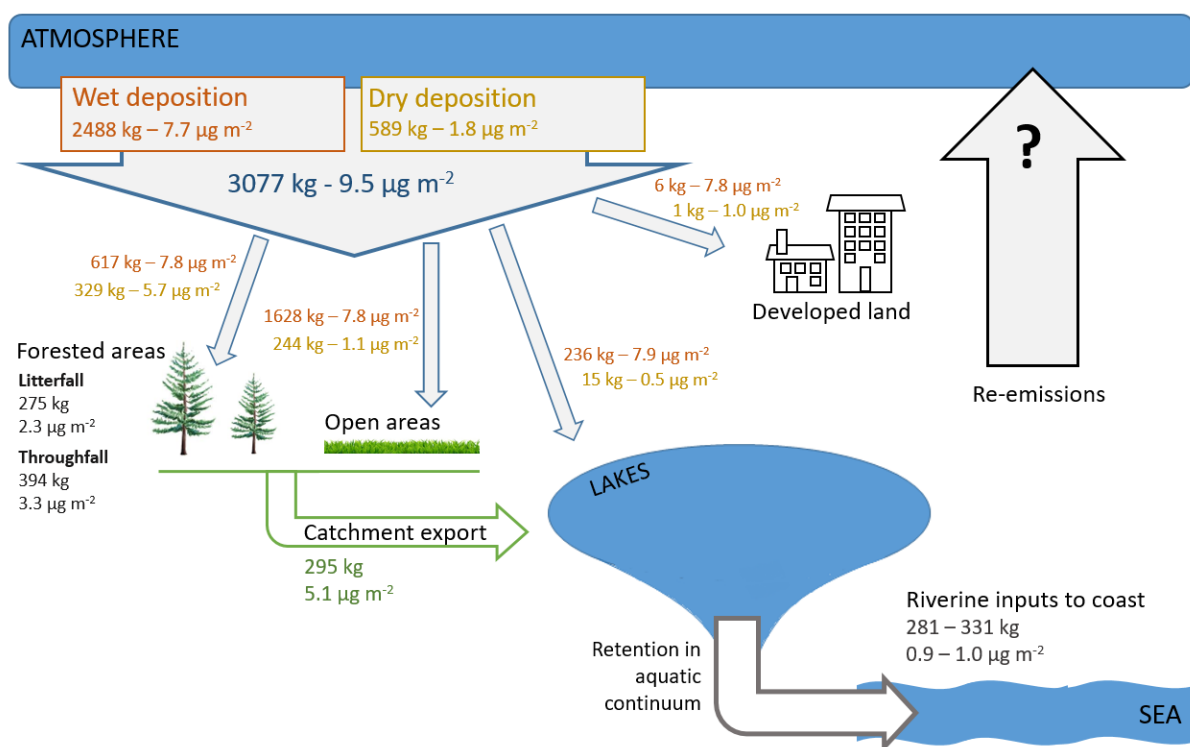 ATMOSPHERE
Wet deposition
2488 kg – 7.7 µg m⁻²
Dry deposition
589 kg – 1.8 µg m⁻²
3077 kg - 9.5 µg m⁻²
?
Re-emissions
6 kg – 7.8 µg m⁻²
1 kg – 1.0 µg m⁻²
Developed land
617 kg – 7.8 µg m⁻²
329 kg – 5.7 µg m⁻²
1628 kg – 7.8 µg m⁻²
244 kg – 1.1 µg m⁻²
236 kg – 7.9 µg m⁻²
15 kg – 0.5 µg m⁻²
Forested areas
Litterfall
275 kg
2.3 µg m⁻²
Throughfall
394 kg
3.3 µg m⁻²
Open areas
LAKES
Catchment export
295 kg
5.1 µg m⁻²
Retention in
aquatic
continuum
Riverine inputs to coast
281 – 331 kg
0.9 – 1.0 µg m⁻²
SEA